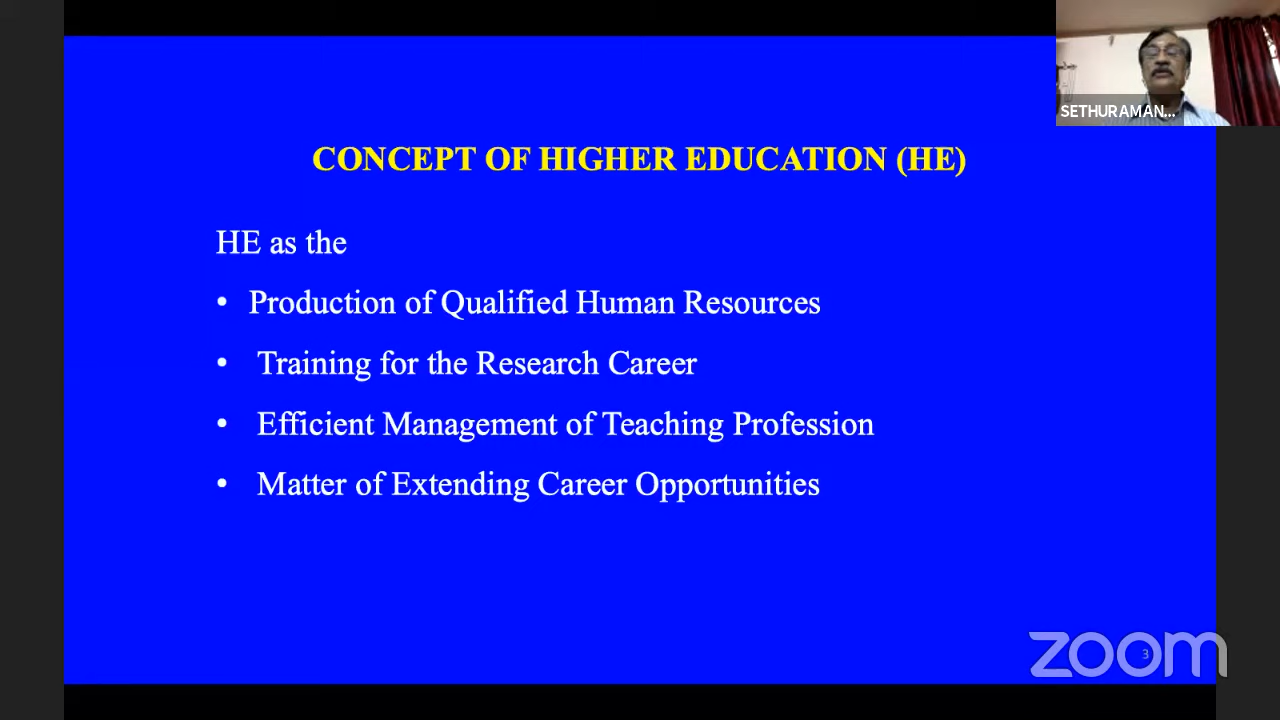 SETHURAMAN...
CONCEPT OF HIGHER EDUCATION (HE)
HE as the
• Production of Qualified Human Resources
• Training for the Research Career
• Efficient Management of Teaching Profession
• Matter of Extending Career Opportunities
zoom
3